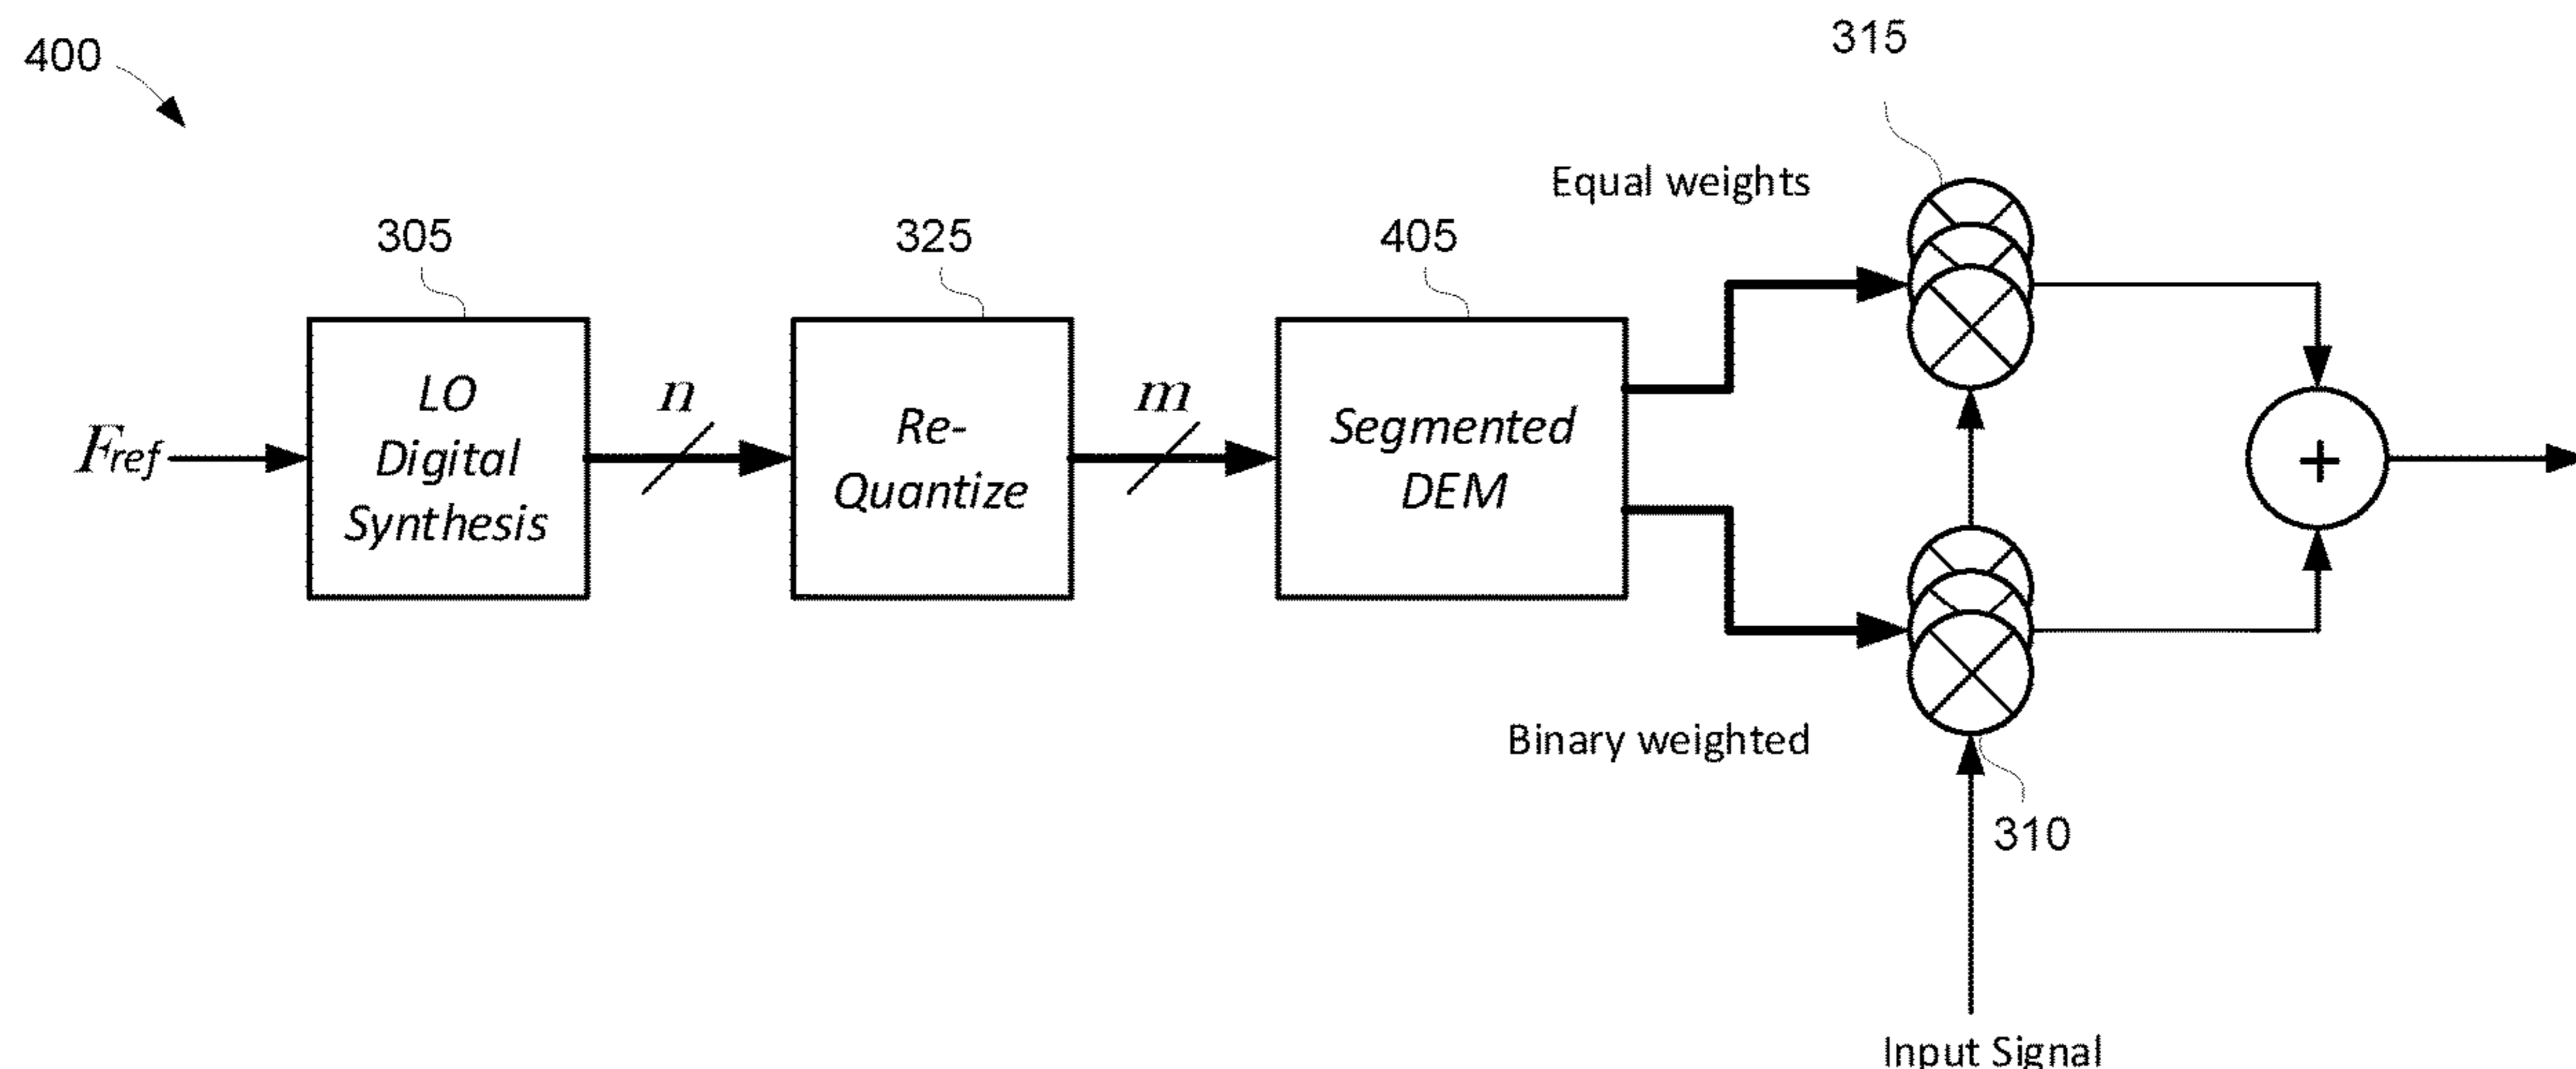 400
315
Equal weights
305
325
405
LO
Digital
Synthesis
n
Re-
Quantize
m
Segmented
DEM
Fref
+
Binary weighted
310
Input Signal